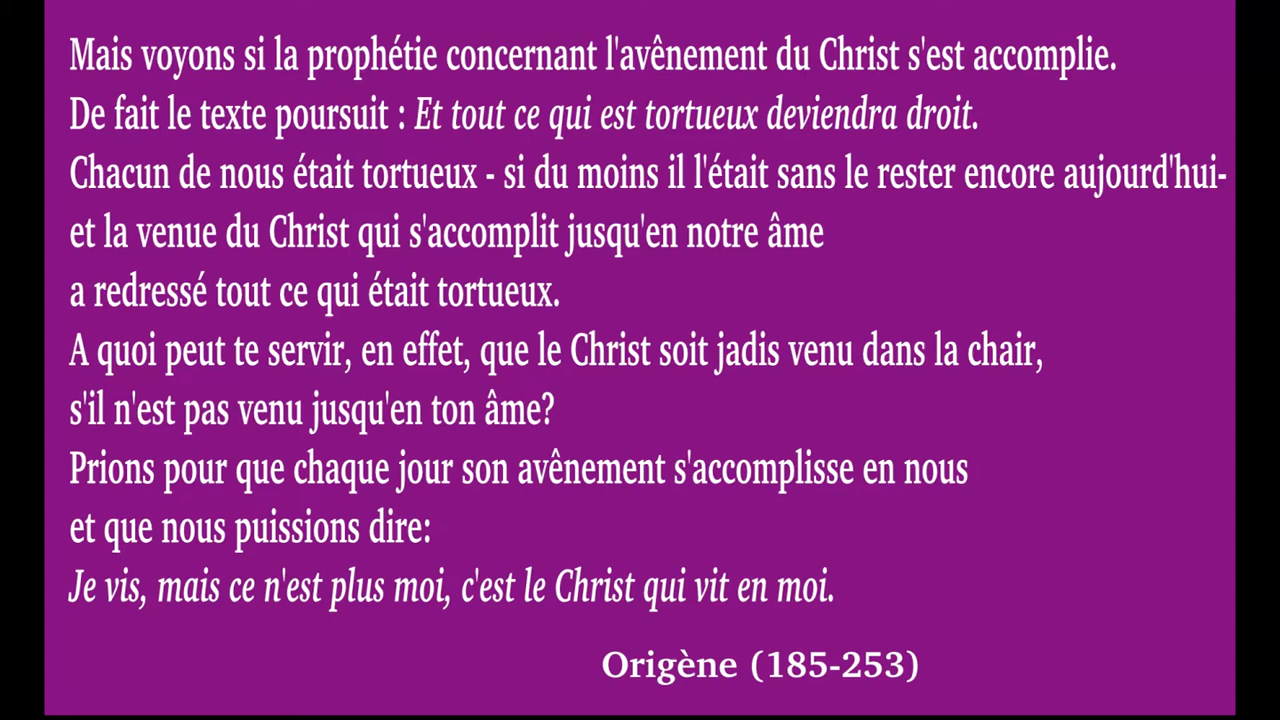 Mais voyons si la prophétie concernant l'avênement du Christ s'est accomplie.
De fait le texte poursuit : Et tout ce qui est tortueux deviendra droit.
Chacun de nous était tortueux - si du moins il l'était sans le rester encore aujourd'hui-
et la venue du Christ qui s'accomplit jusqu'en notre âme
a redressé tout ce qui était tortueux.
A quoi peut te servir, en effet, que le Christ soit jadis venu dans la chair,
s'il n'est pas venu jusqu'en ton âme?
Prions pour que chaque jour son avênement s'accomplisse en nous
et que nous puissions dire:
Je vis, mais ce n'est plus moi, c'est le Christ qui vit en moi.
Origène (185-253)